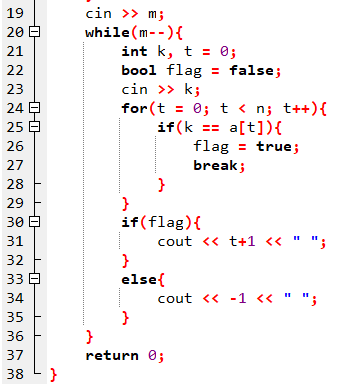 19 cin >> m;
20 while(m--){
21 int k, t = 0;
22 bool flag = false;
23 cin >> k;
24 for(t = 0; t < n; t++){
25 if(k == a[t]){
26 flag = true;
27 break;
28 }
29 }
30 if(flag){
31 cout << t+1 << " ";
32 }
33 else{
34 cout << -1 << " ";
35 }
36 }
37 return 0;
38 }